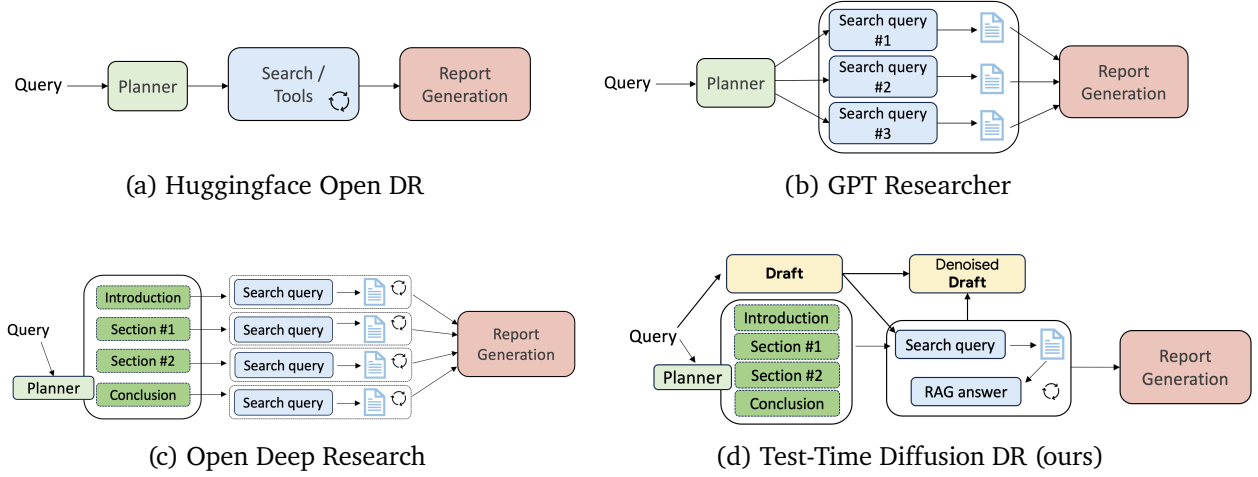 Query
Planner
Search /
Tools
Report
Generation
(a) Huggingface Open DR
Query
Planner
Search query
#1
Search query
#2
Search query
#3
Report
Generation
(b) GPT Researcher
Query
Planner
Introduction
Section #1
Section #2
Conclusion
Search query
Search query
Search query
Search query
Report
Generation
(c) Open Deep Research
Query
Draft
Denoised
Draft
Planner
Introduction
Section #1
Section #2
Conclusion
Search query
RAG answer
Report
Generation
(d) Test-Time Diffusion DR (ours)